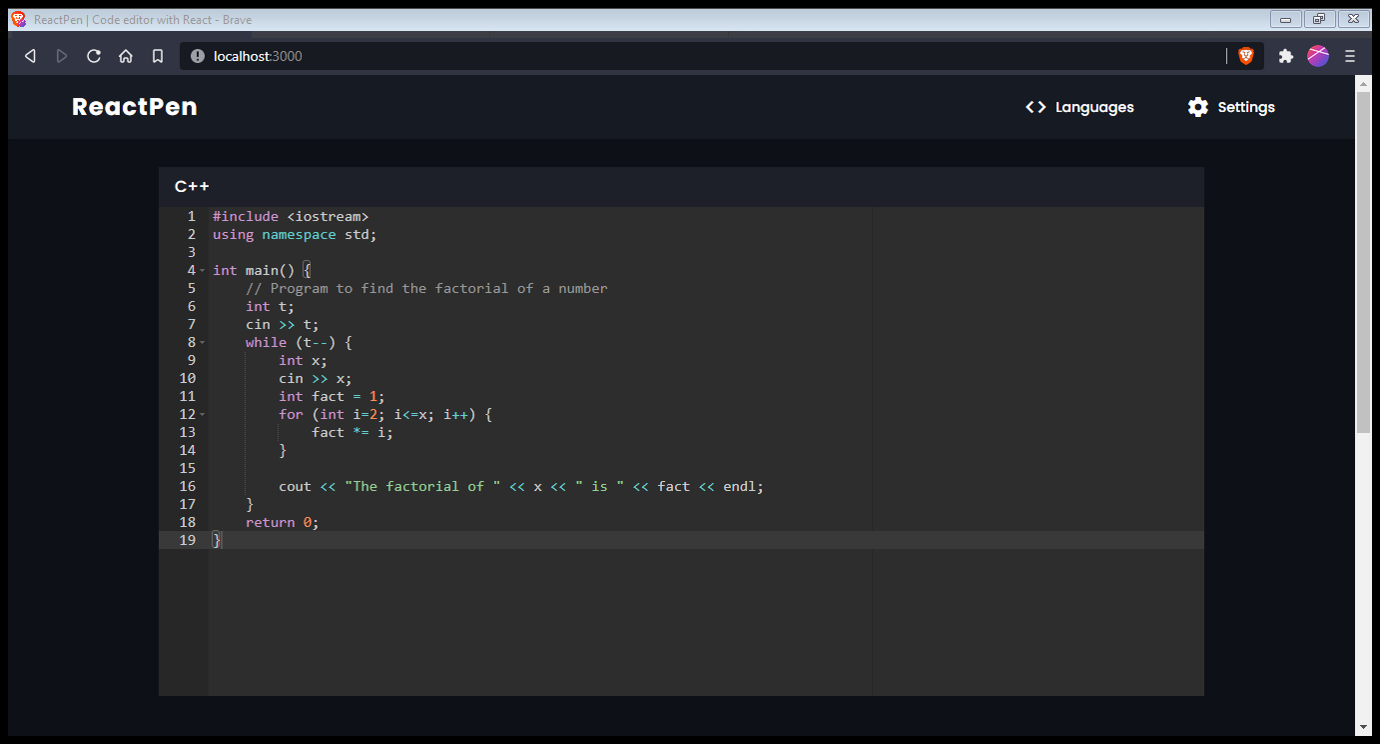 ReactPen | Code editor with React - Brave
localhost:3000
ReactPen
<> Languages
Settings
C++
1 #include <iostream>
2 using namespace std;
3
4 int main() {
5     // Program to find the factorial of a number
6     int t;
7     cin >> t;
8     while (t--) {
9         int x;
10         cin >> x;
11         int fact = 1;
12         for (int i=2; i<=x; i++) {
13             fact *= i;
14         }
15
16         cout << "The factorial of " << x << " is " << fact << endl;
17     }
18     return 0;
19 }